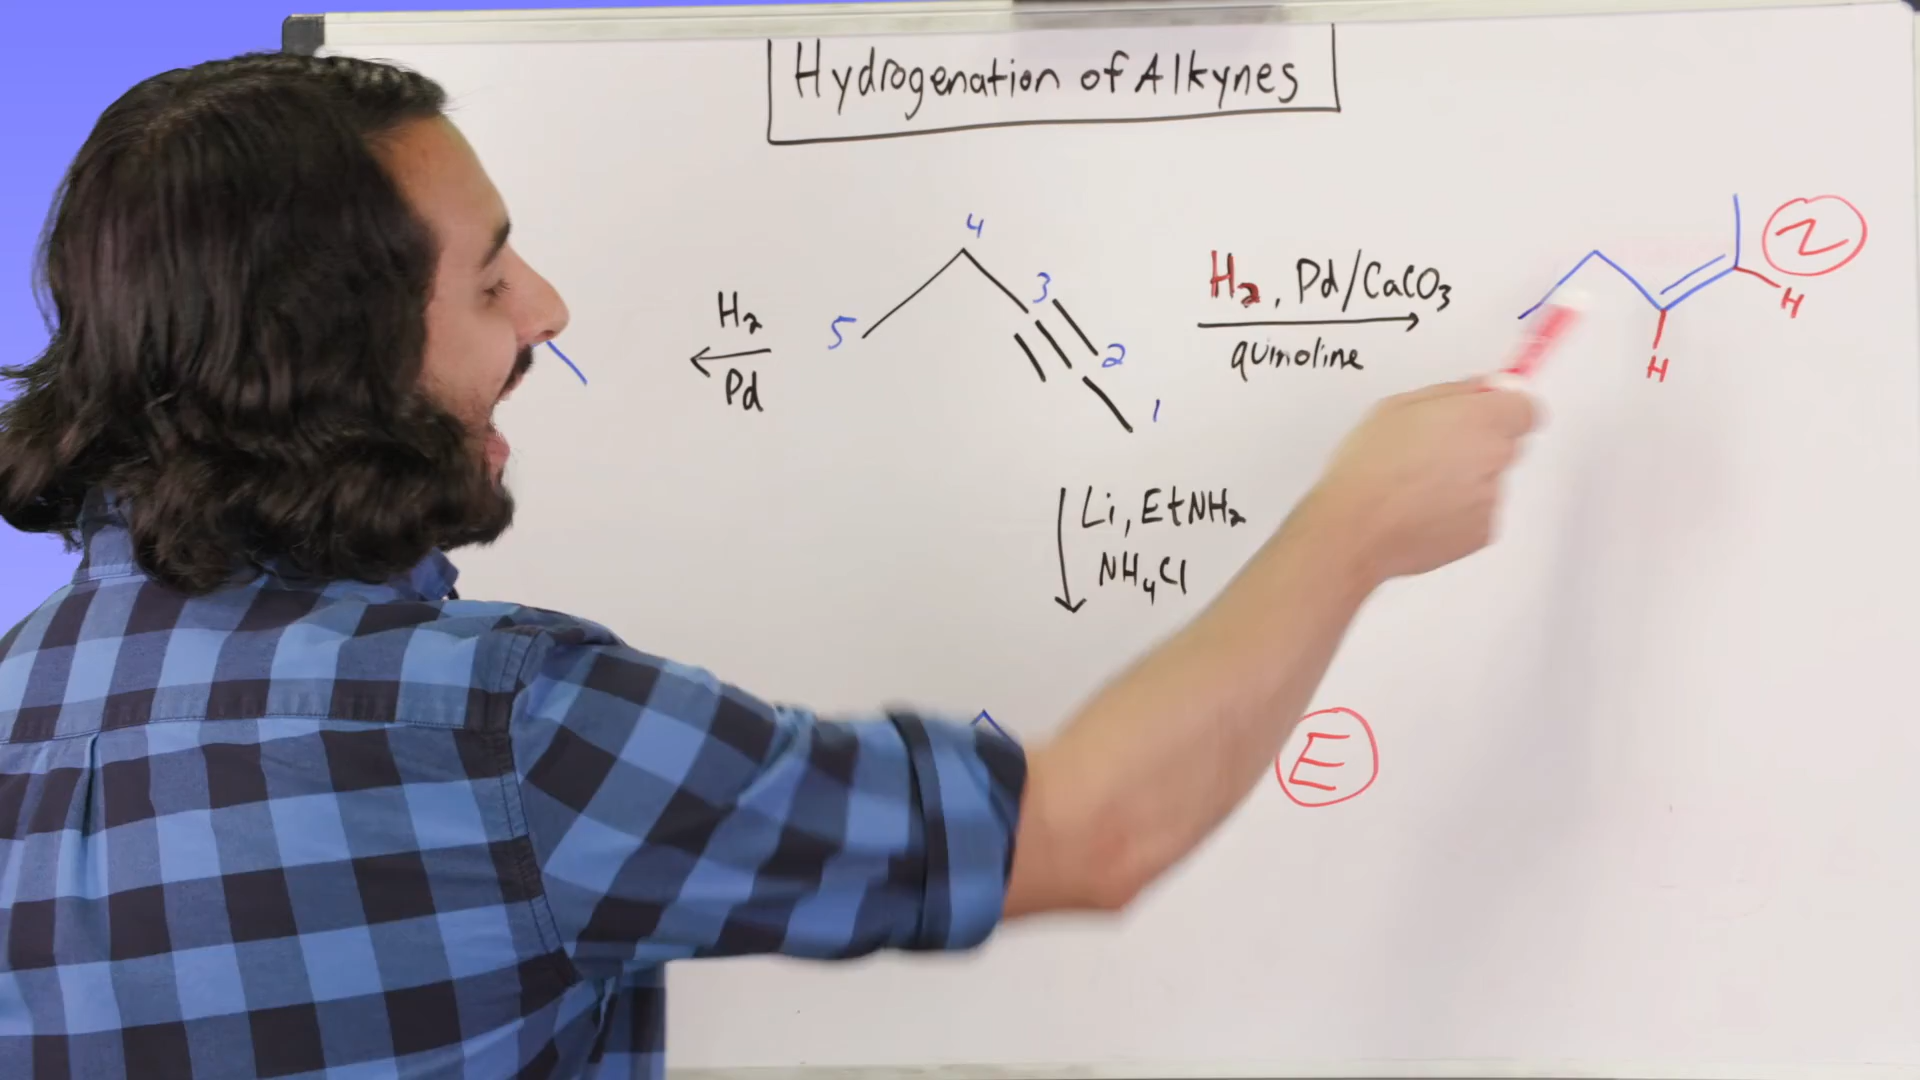 Hydrogenation of Alkynes
H₂
Pd
5
4
3
2
1
H₂, Pd/CaCO₃
quinoline
Z
H
H
Li, EtNH₂
NH₄Cl
E